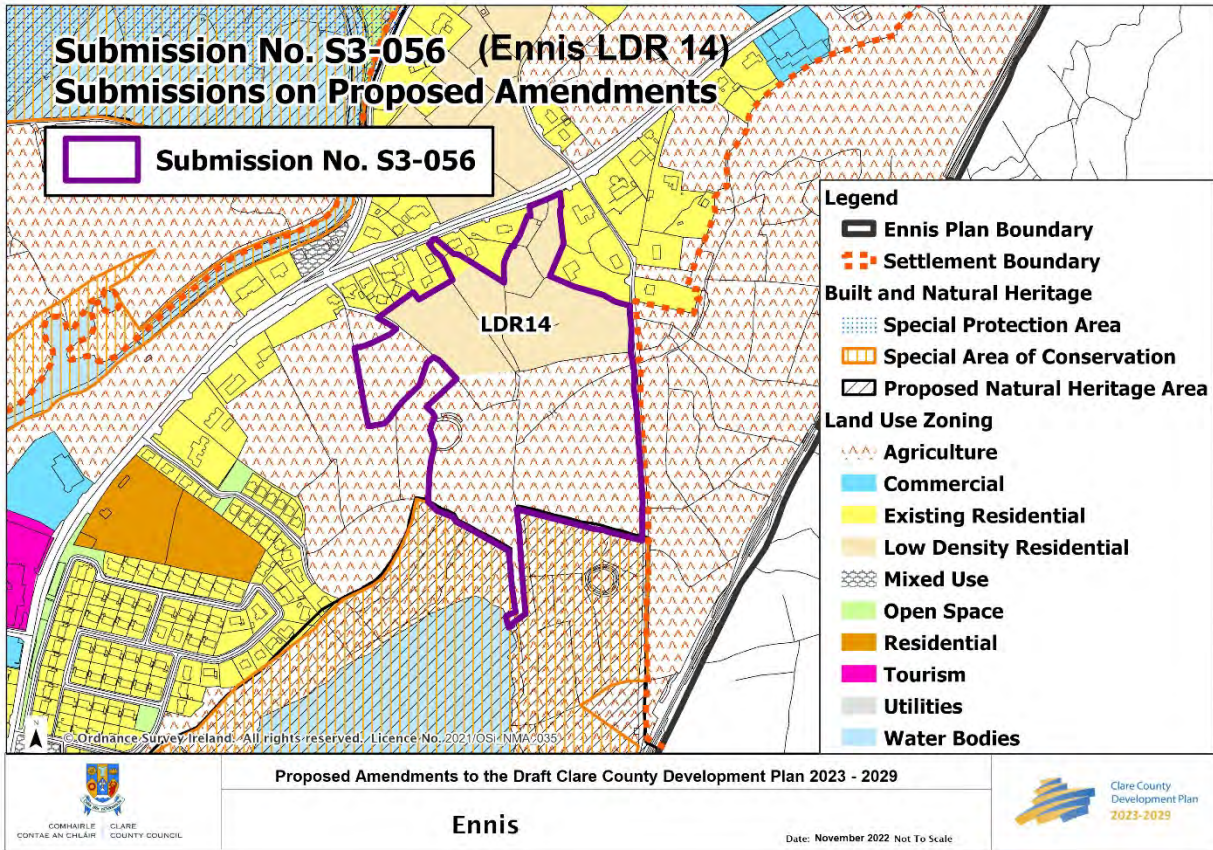 Submission No. S3-056 (Ennis LDR 14)
Submissions on Proposed Amendments
Submission No. S3-056
LDR14
Legend
Ennis Plan Boundary
Settlement Boundary
Built and Natural Heritage
Special Protection Area
Special Area of Conservation
Proposed Natural Heritage Area
Land Use Zoning
Agriculture
Commercial
Existing Residential
Low Density Residential
Mixed Use
Open Space
Residential
Tourism
Utilities
Water Bodies
N
© Ordnance Survey Ireland. All rights reserved. Licence No. 2021/OSi_NMA_035
COMHAIRLE CONTAE AN CHLÁIR
CLARE COUNTY COUNCIL
Proposed Amendments to the Draft Clare County Development Plan 2023 - 2029
Ennis
Date: November 2022 Not To Scale
Clare County
Development Plan
2023-2029